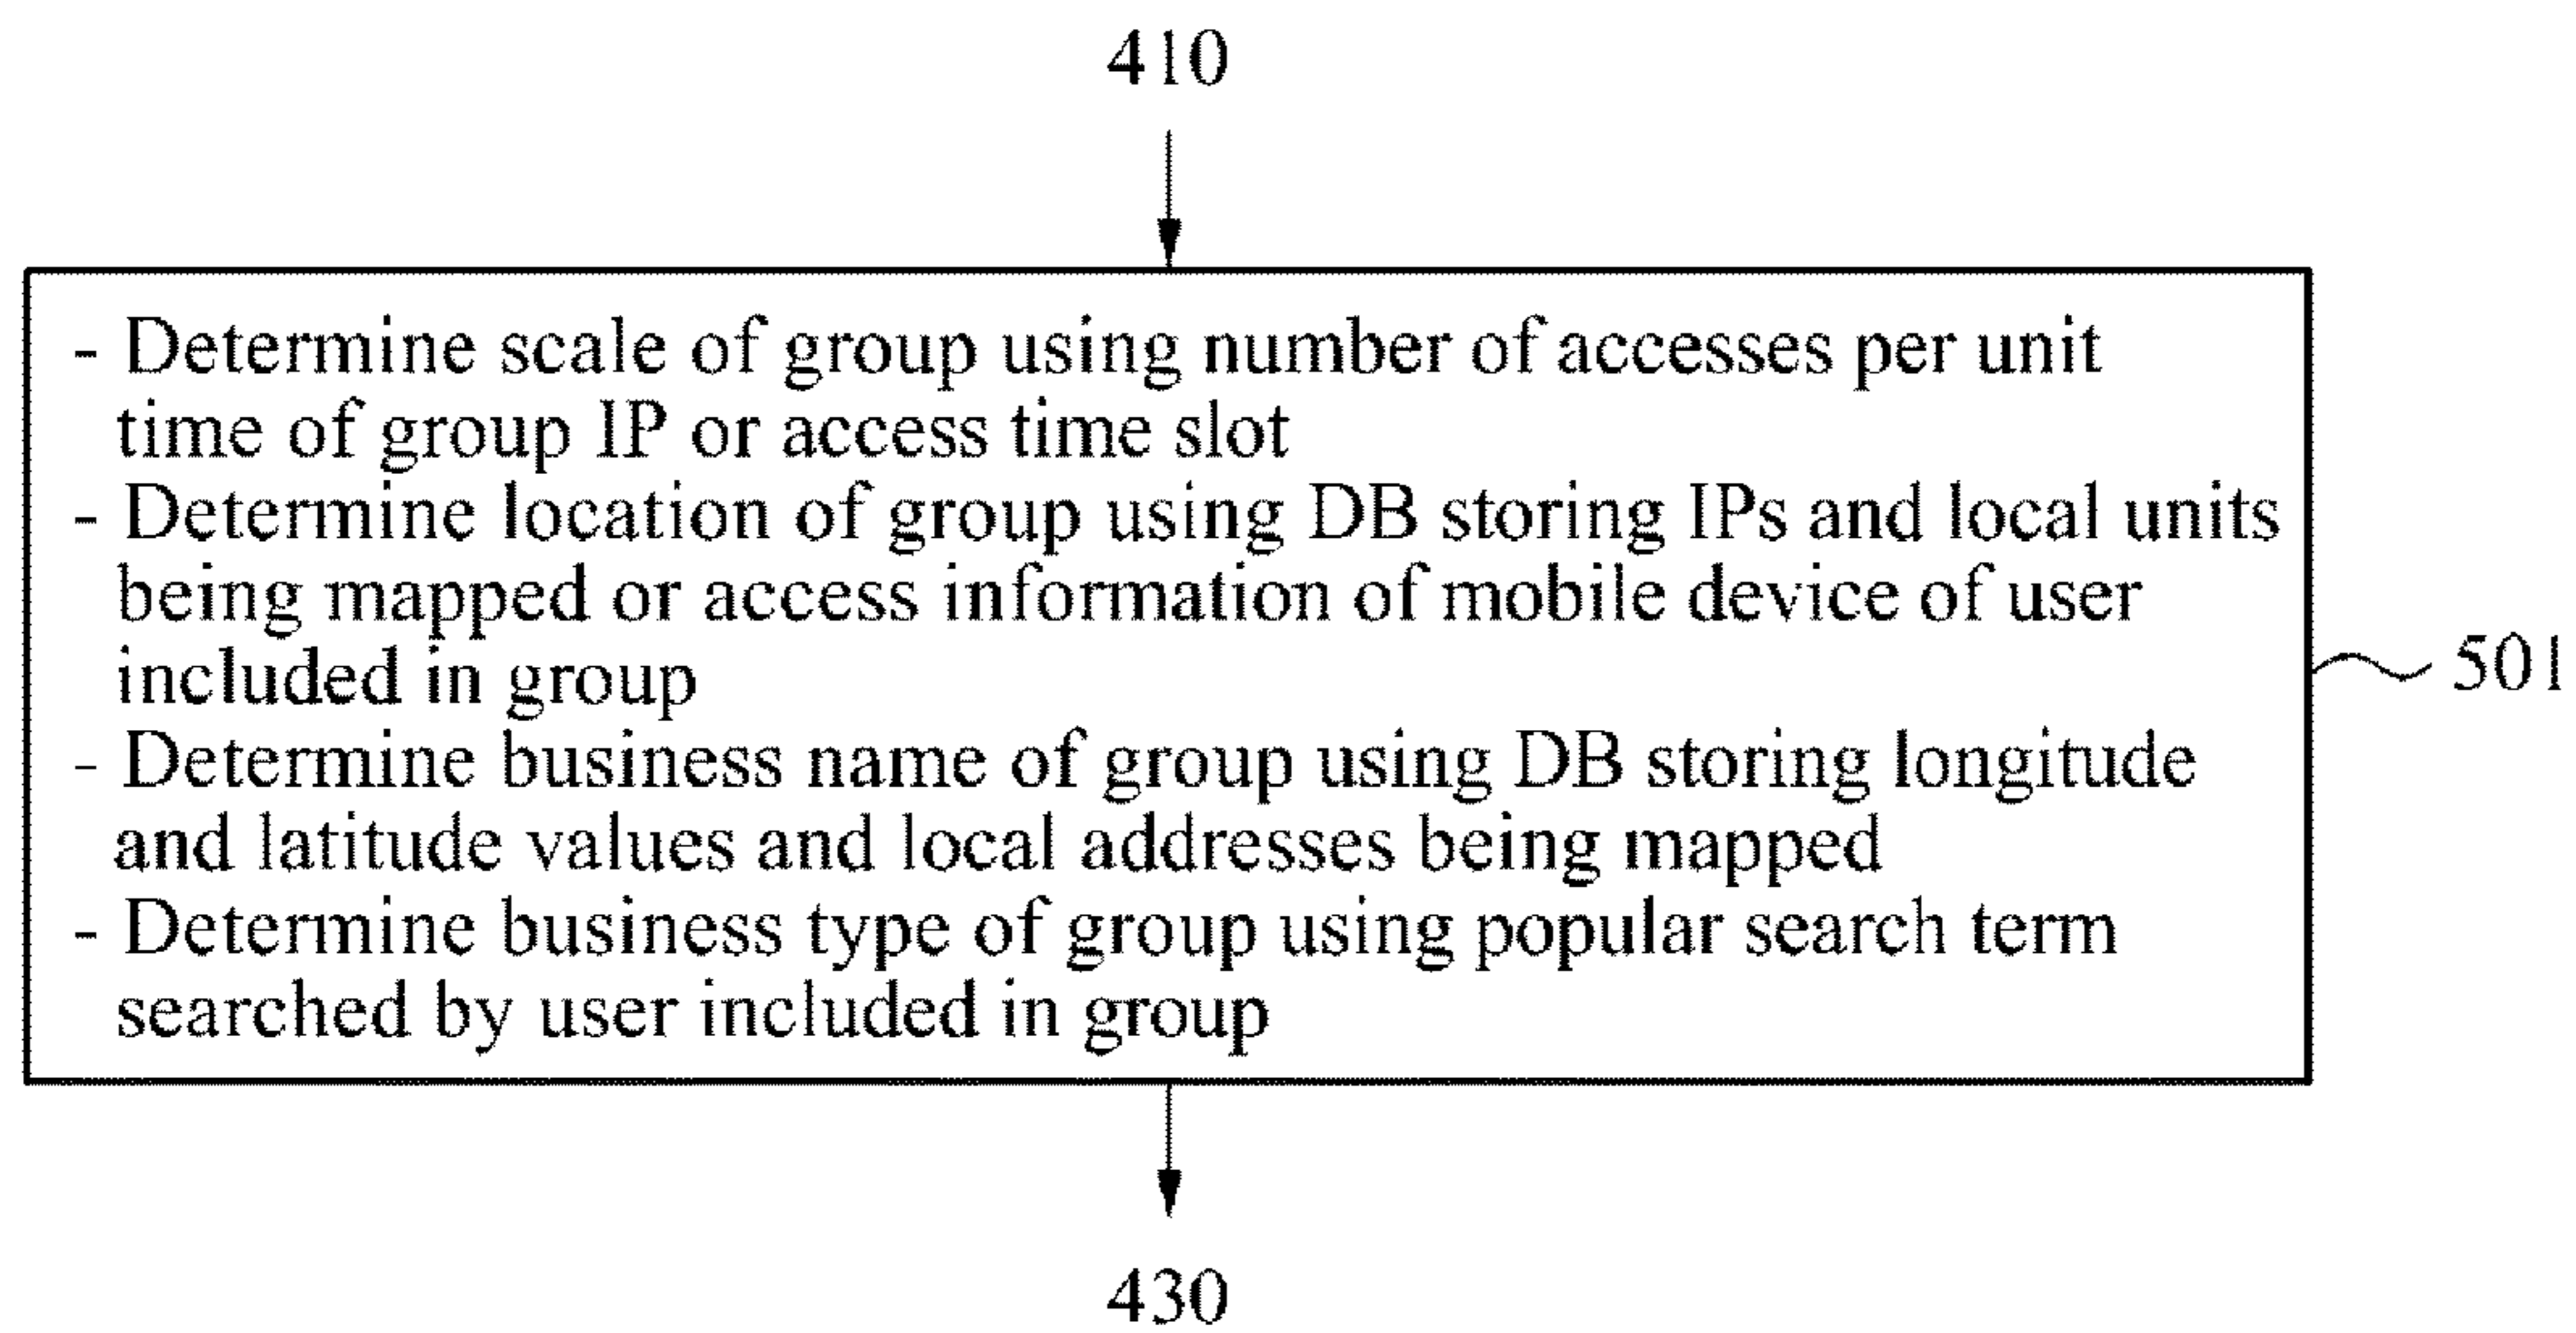 410
- Determine scale of group using number of accesses per unit
time of group IP or access time slot
- Determine location of group using DB storing IPs and local units
being mapped or access information of mobile device of user
included in group
- Determine business name of group using DB storing longitude
and latitude values and local addresses being mapped
- Determine business type of group using popular search term
searched by user included in group
501
430